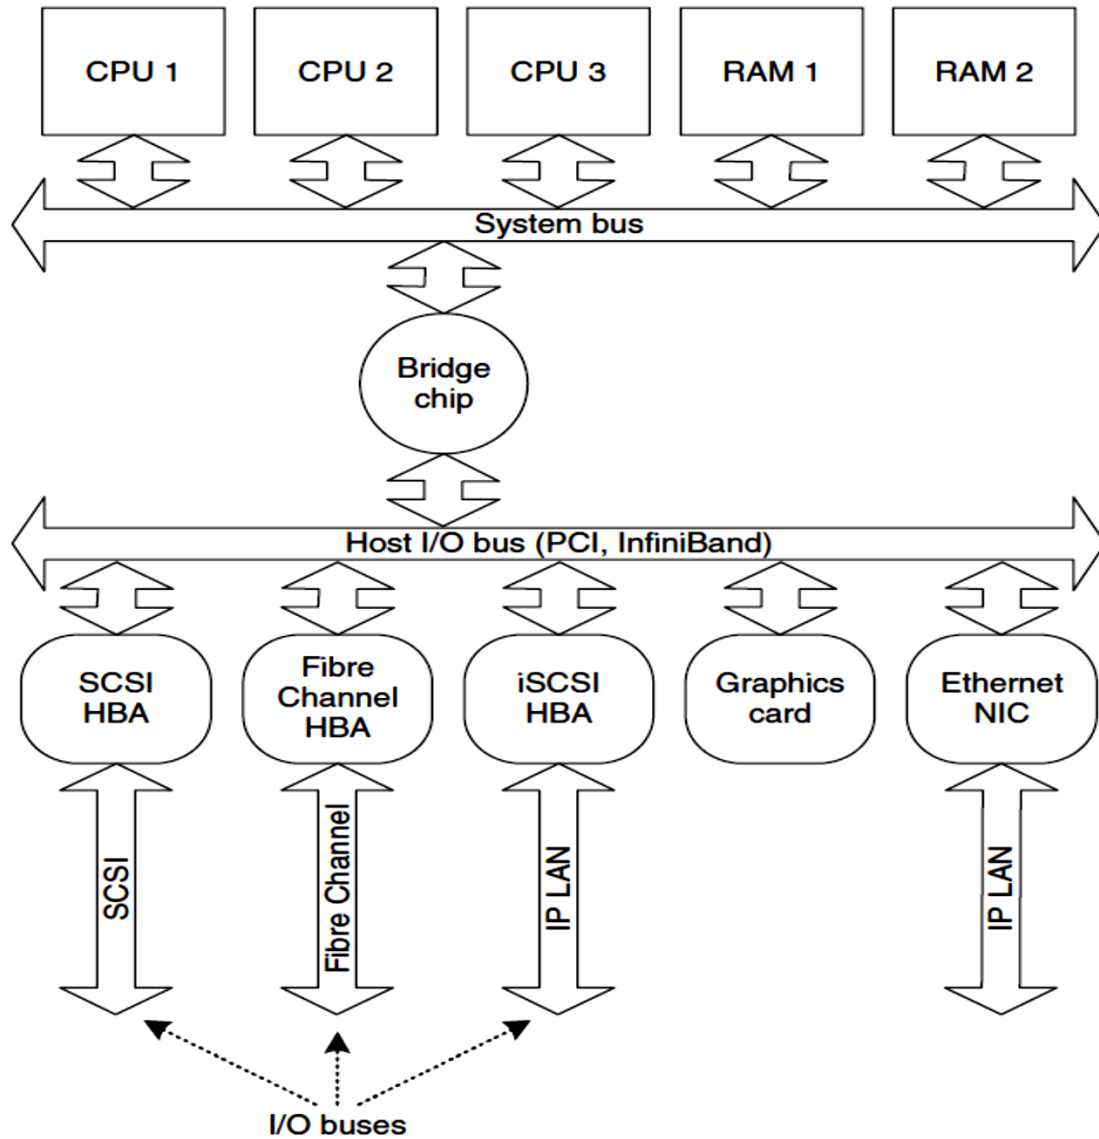 CPU 1
CPU 2
CPU 3
RAM 1
RAM 2
System bus
Bridge
chip
Host I/O bus (PCI, InfiniBand)
SCSI
HBA
Fibre
Channel
HBA
iSCSI
HBA
Graphics
card
Ethernet
NIC
SCSI
Fibre Channel
IP LAN
IP LAN
I/O buses